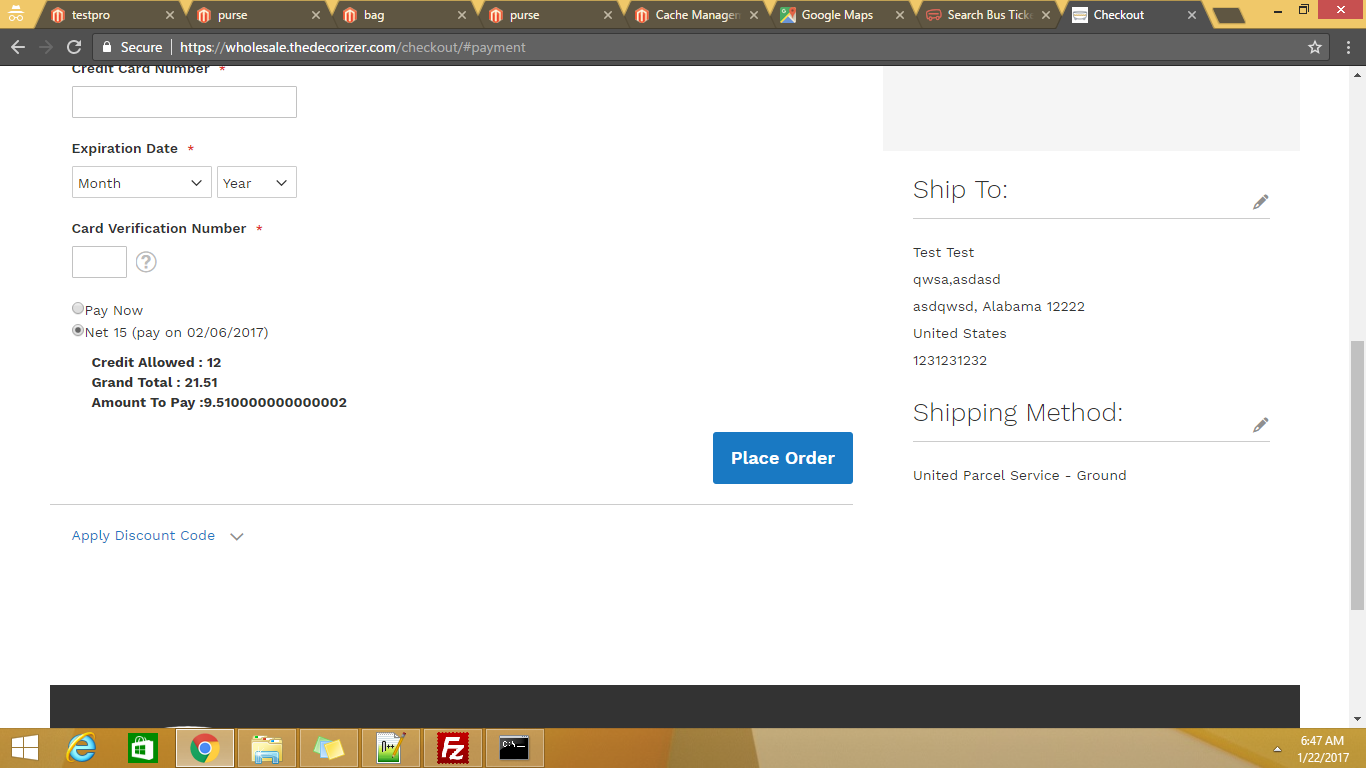 testpro
purse
bag
purse
Cache Managem
Google Maps
Search Bus Ticke
Checkout
Secure
https://wholesale.thedecorizer.com/checkout/#payment
Credit Card Number *
Expiration Date *
Month Year
Card Verification Number *
?
Pay Now
Net 15 (pay on 02/06/2017)
Credit Allowed : 12
Grand Total : 21.51
Amount To Pay :9.510000000000002
Place Order
Apply Discount Code
Ship To:
Test Test
qwsa,asdasd
asdqwsd, Alabama 12222
United States
1231231232
Shipping Method:
United Parcel Service - Ground
6:47 AM
1/22/2017